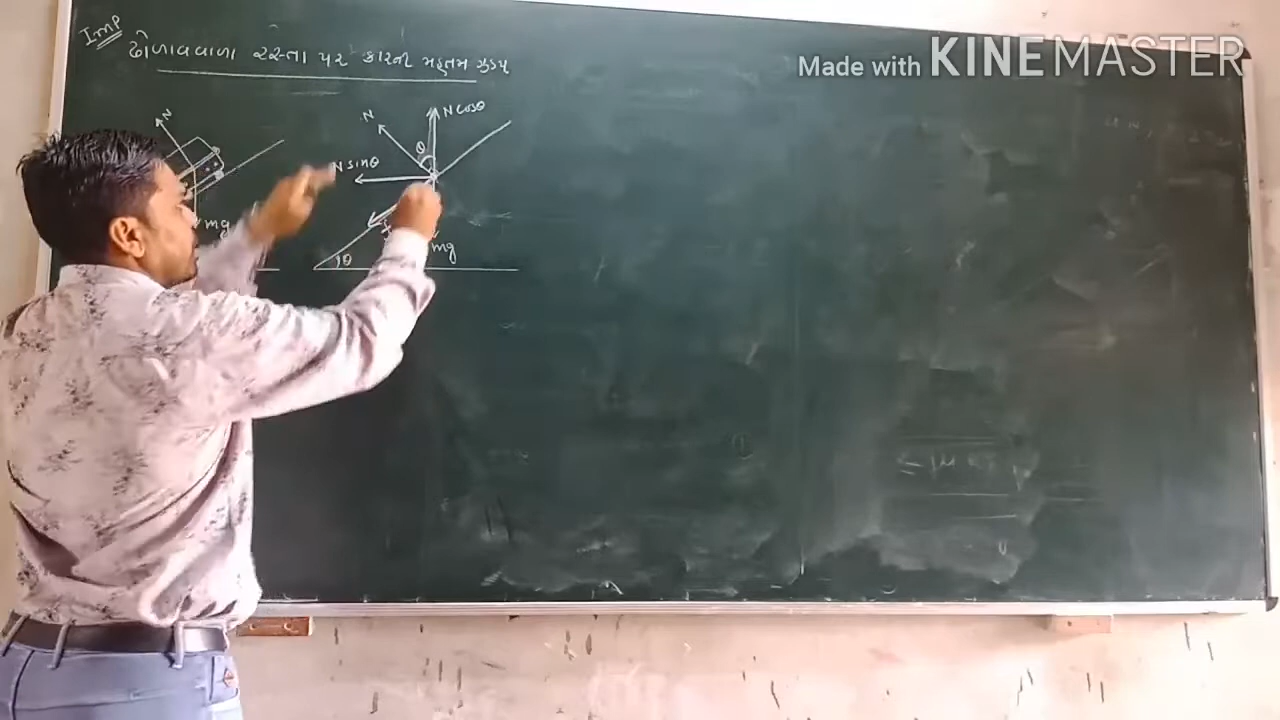 IMP
ઢોળાવવાળા રસ્તા પર કારની મહત્તમ ઝડપ
Made with KINEMASTER
N
N
N cosθ
θ
N sinθ
mg
f
mg
θ